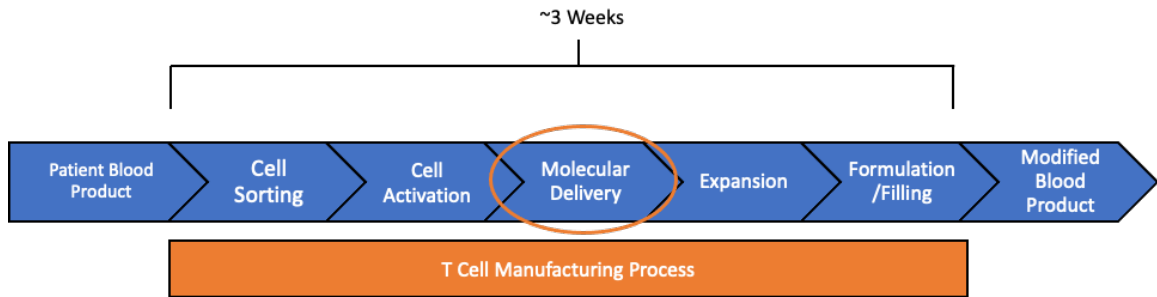 ~3 Weeks
Patient Blood
Product
Cell
Sorting
Cell
Activation
Molecular
Delivery
Expansion
Formulation
/Filling
Modified
Blood
Product
T Cell Manufacturing Process